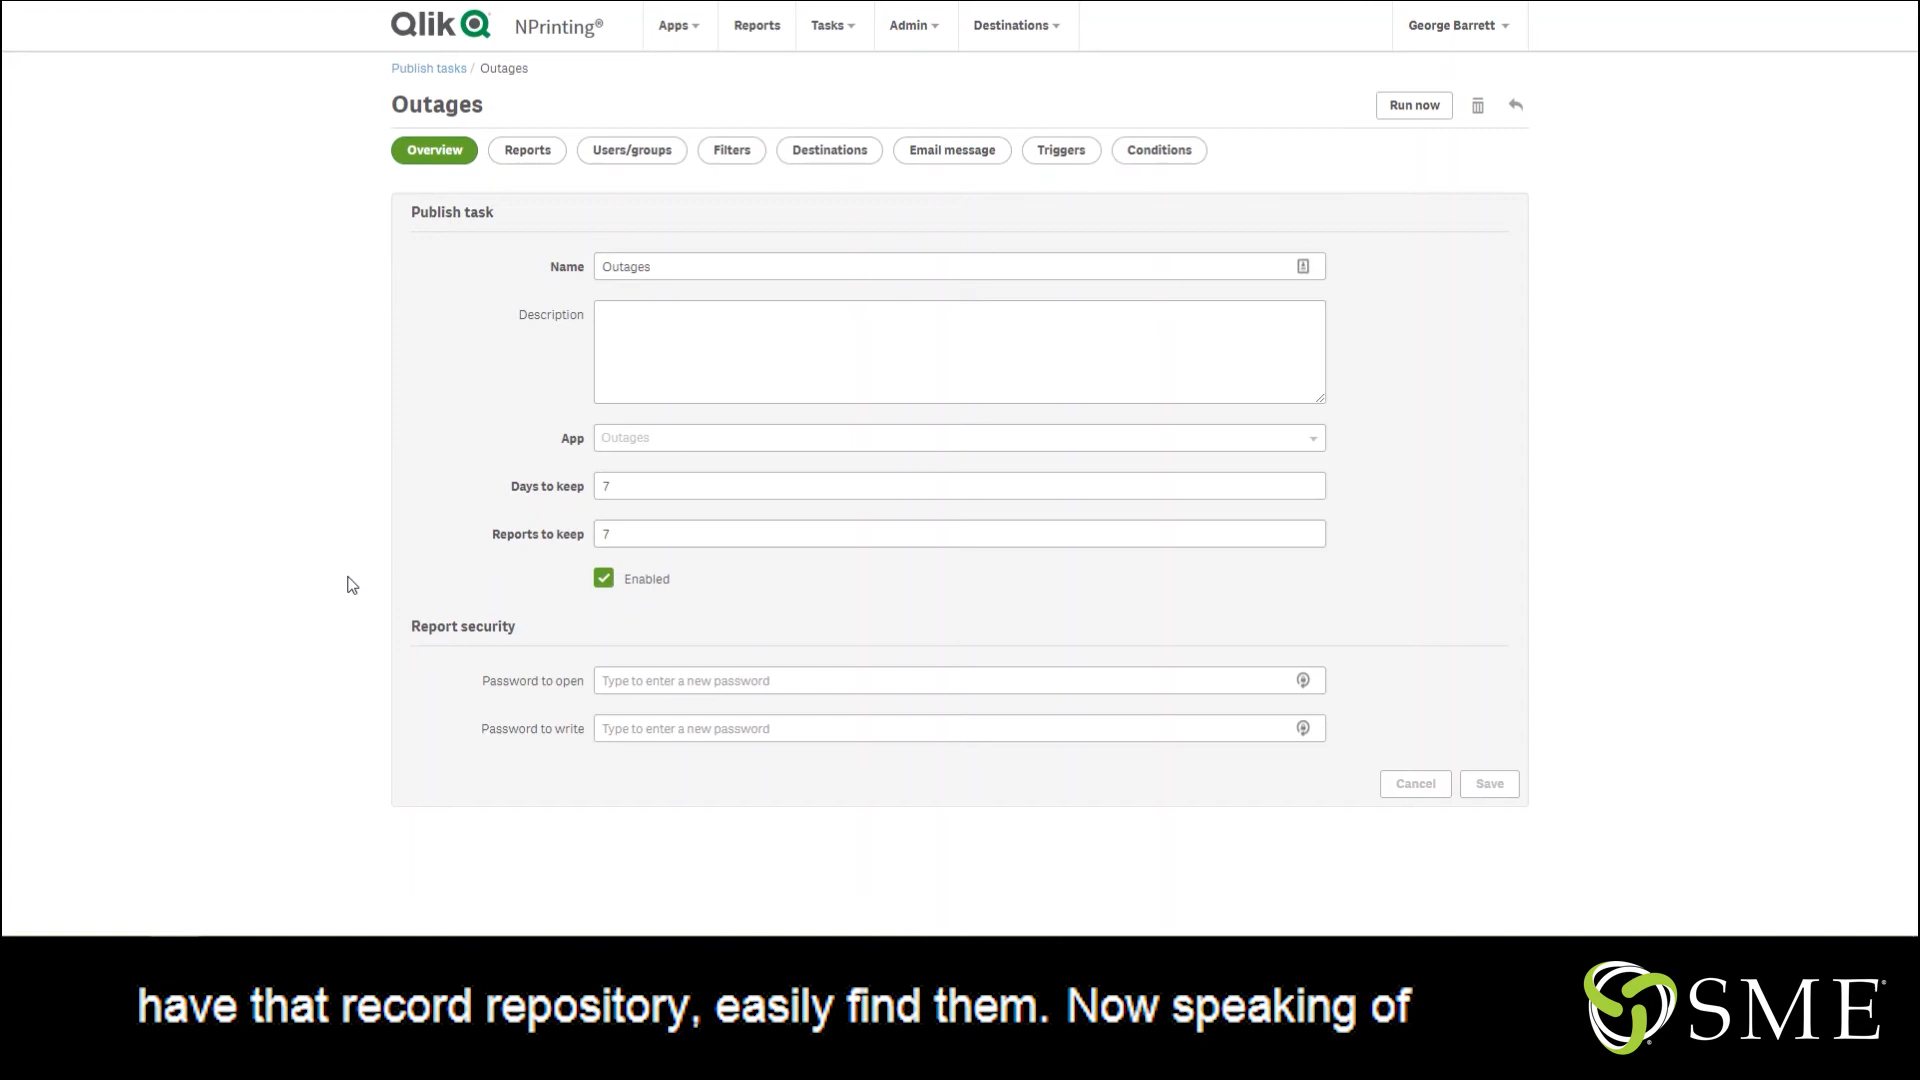 Qlik NPrinting® Apps Reports Tasks Admin Destinations George Barrett
Publish tasks / Outages
Outages
Run now
Overview Reports Users/groups Filters Destinations Email message Triggers Conditions
Publish task
Name Outages
Description
App Outages
Days to keep 7
Reports to keep 7
Enabled
Report security
Password to open Type to enter a new password
Password to write Type to enter a new password
Cancel Save
have that record repository, easily find them. Now speaking of
SME